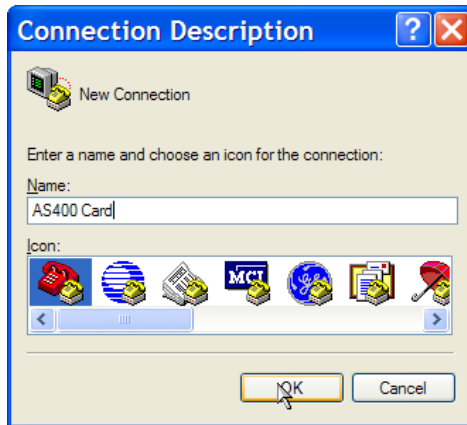 Connection Description
New Connection
Enter a name and choose an icon for the connection:
Name:
AS400 Card
Icon:
MCI
OK
Cancel